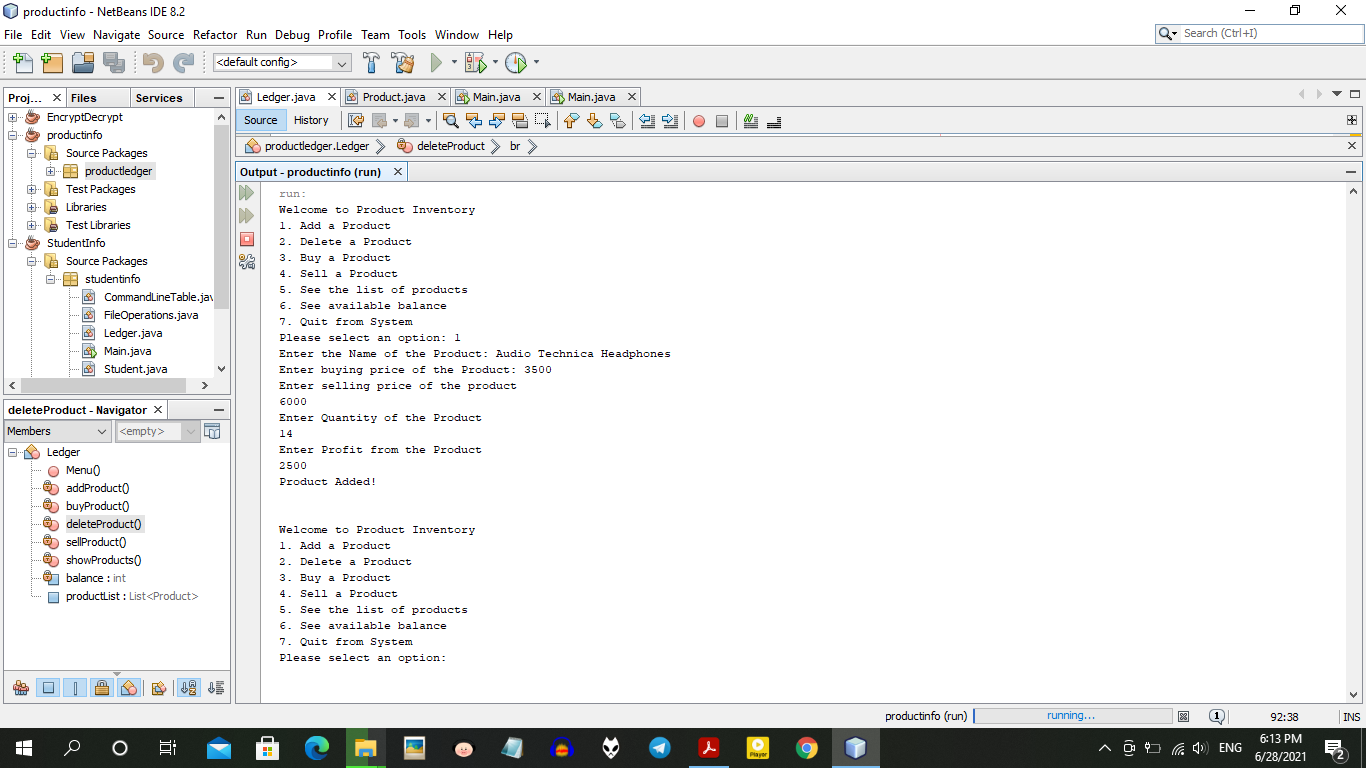 productinfo - NetBeans IDE 8.2
File Edit View Navigate Source Refactor Run Debug Profile Team Tools Window Help
Search (Ctrl+I)
<default config>
Proj... Files Services
EncryptDecrypt
productinfo
Source Packages
productledger
Test Packages
Libraries
Test Libraries
StudentInfo
Source Packages
studentinfo
CommandLineTable.jav
FileOperations.java
Ledger.java
Main.java
Student.java
deleteProduct - Navigator
Members <empty>
Ledger
Menu()
addProduct()
buyProduct()
deleteProduct()
sellProduct()
showProducts()
balance : int
productList : List<Product>
Ledger.java Product.java Main.java Main.java
Source History
productledger.Ledger deleteProduct br
Output - productinfo (run)
run:
Welcome to Product Inventory
1. Add a Product
2. Delete a Product
3. Buy a Product
4. Sell a Product
5. See the list of products
6. See available balance
7. Quit from System
Please select an option: 1
Enter the Name of the Product: Audio Technica Headphones
Enter buying price of the Product: 3500
Enter selling price of the product
6000
Enter Quantity of the Product
14
Enter Profit from the Product
2500
Product Added!
Welcome to Product Inventory
1. Add a Product
2. Delete a Product
3. Buy a Product
4. Sell a Product
5. See the list of products
6. See available balance
7. Quit from System
Please select an option:
productinfo (run) running... 1 92:38 INS
ENG
6:13 PM
6/28/2021
2
Player